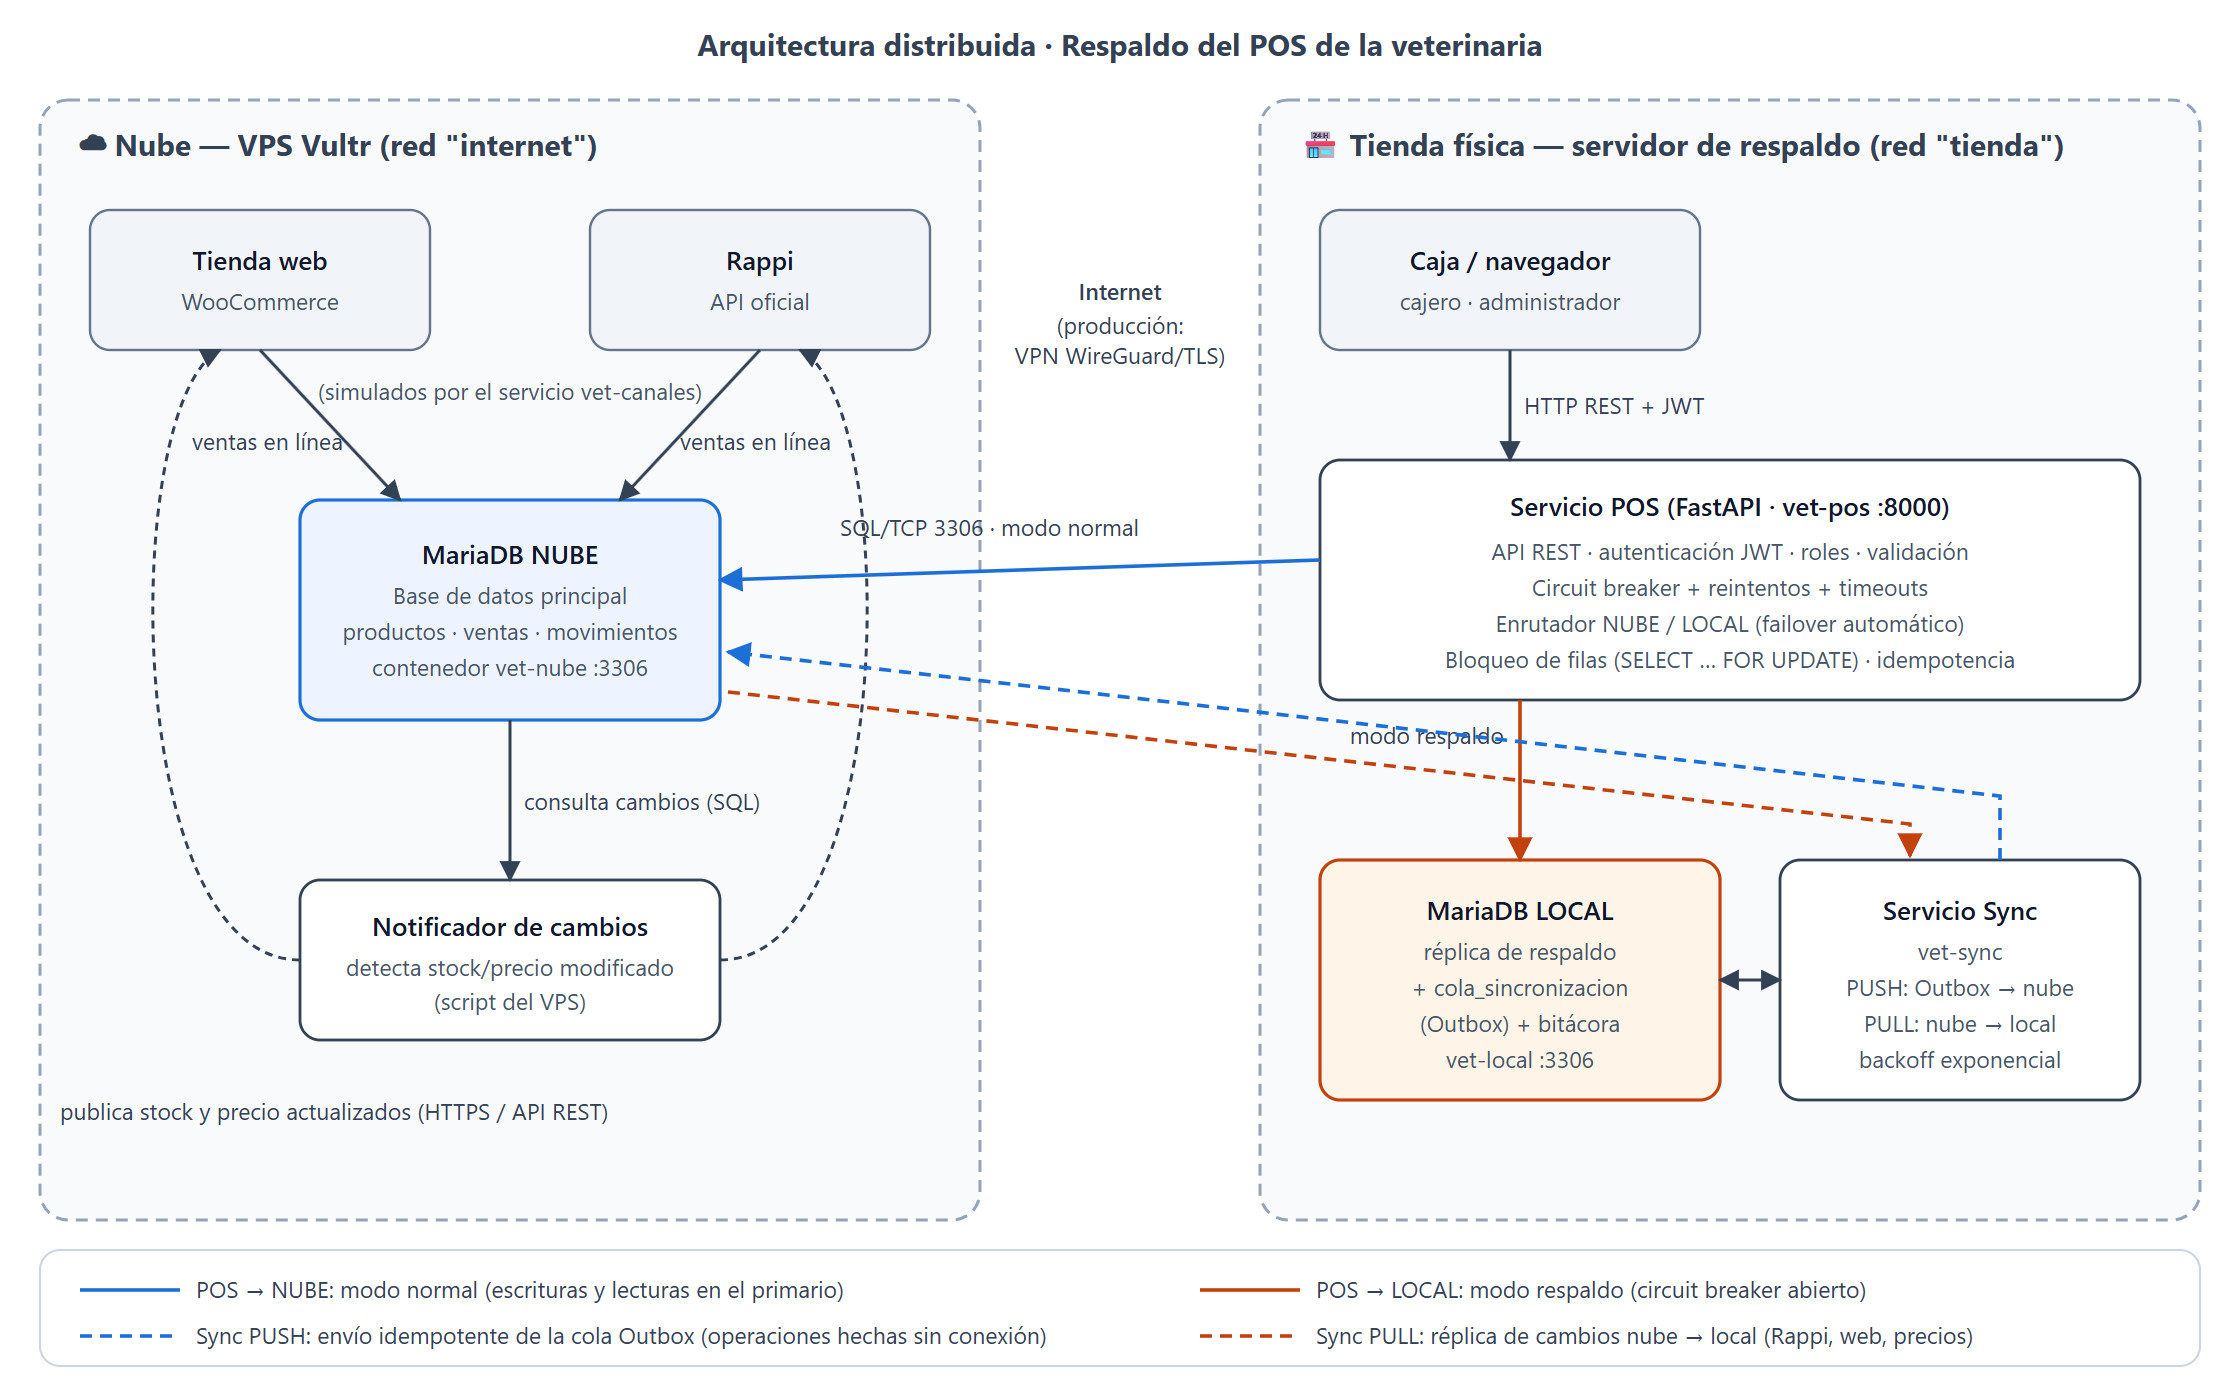 Arquitectura distribuida · Respaldo del POS de la veterinaria
Nube — VPS Vultr (red "internet")
Tienda web
WooCommerce
Rappi
API oficial
(simulados por el servicio vet-canales)
ventas en línea
ventas en línea
MariaDB NUBE
Base de datos principal
productos · ventas · movimientos
contenedor vet-nube :3306
consulta cambios (SQL)
Notificador de cambios
detecta stock/precio modificado
(script del VPS)
publica stock y precio actualizados (HTTPS / API REST)
Internet
(producción:
VPN WireGuard/TLS)
SQL/TCP 3306 · modo normal
24H
Tienda física — servidor de respaldo (red "tienda")
Caja / navegador
cajero · administrador
HTTP REST + JWT
Servicio POS (FastAPI · vet-pos :8000)
API REST · autenticación JWT · roles · validación
Circuit breaker + reintentos + timeouts
Enrutador NUBE / LOCAL (failover automático)
Bloqueo de filas (SELECT ... FOR UPDATE) · idempotencia
modo respaldo
MariaDB LOCAL
réplica de respaldo
+ cola_sincronizacion
(Outbox) + bitácora
vet-local :3306
Servicio Sync
vet-sync
PUSH: Outbox → nube
PULL: nube → local
backoff exponencial
POS → NUBE: modo normal (escrituras y lecturas en el primario)
POS → LOCAL: modo respaldo (circuit breaker abierto)
Sync PUSH: envío idempotente de la cola Outbox (operaciones hechas sin conexión)
Sync PULL: réplica de cambios nube → local (Rappi, web, precios)